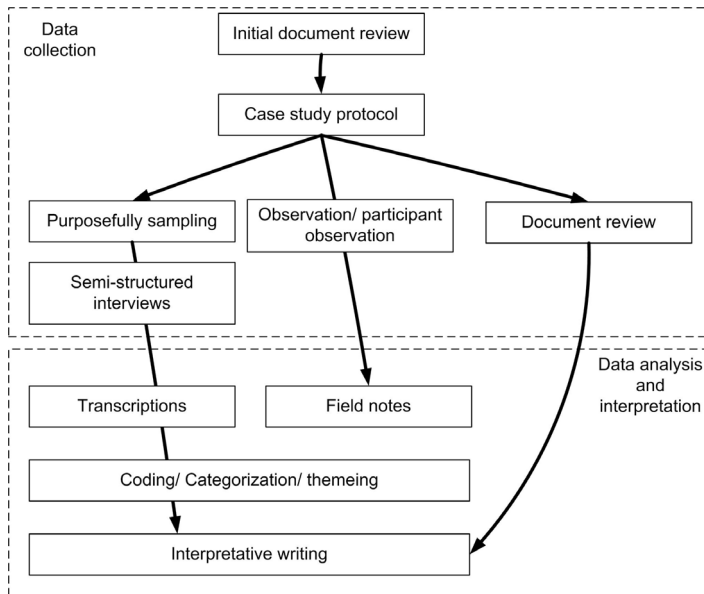 Data
collection
Initial document review
Case study protocol
Purposefully sampling
Observation/ participant
observation
Document review
Semi-structured
interviews
Data analysis
and
interpretation
Transcriptions
Field notes
Coding/ Categorization/ themeing
Interpretative writing